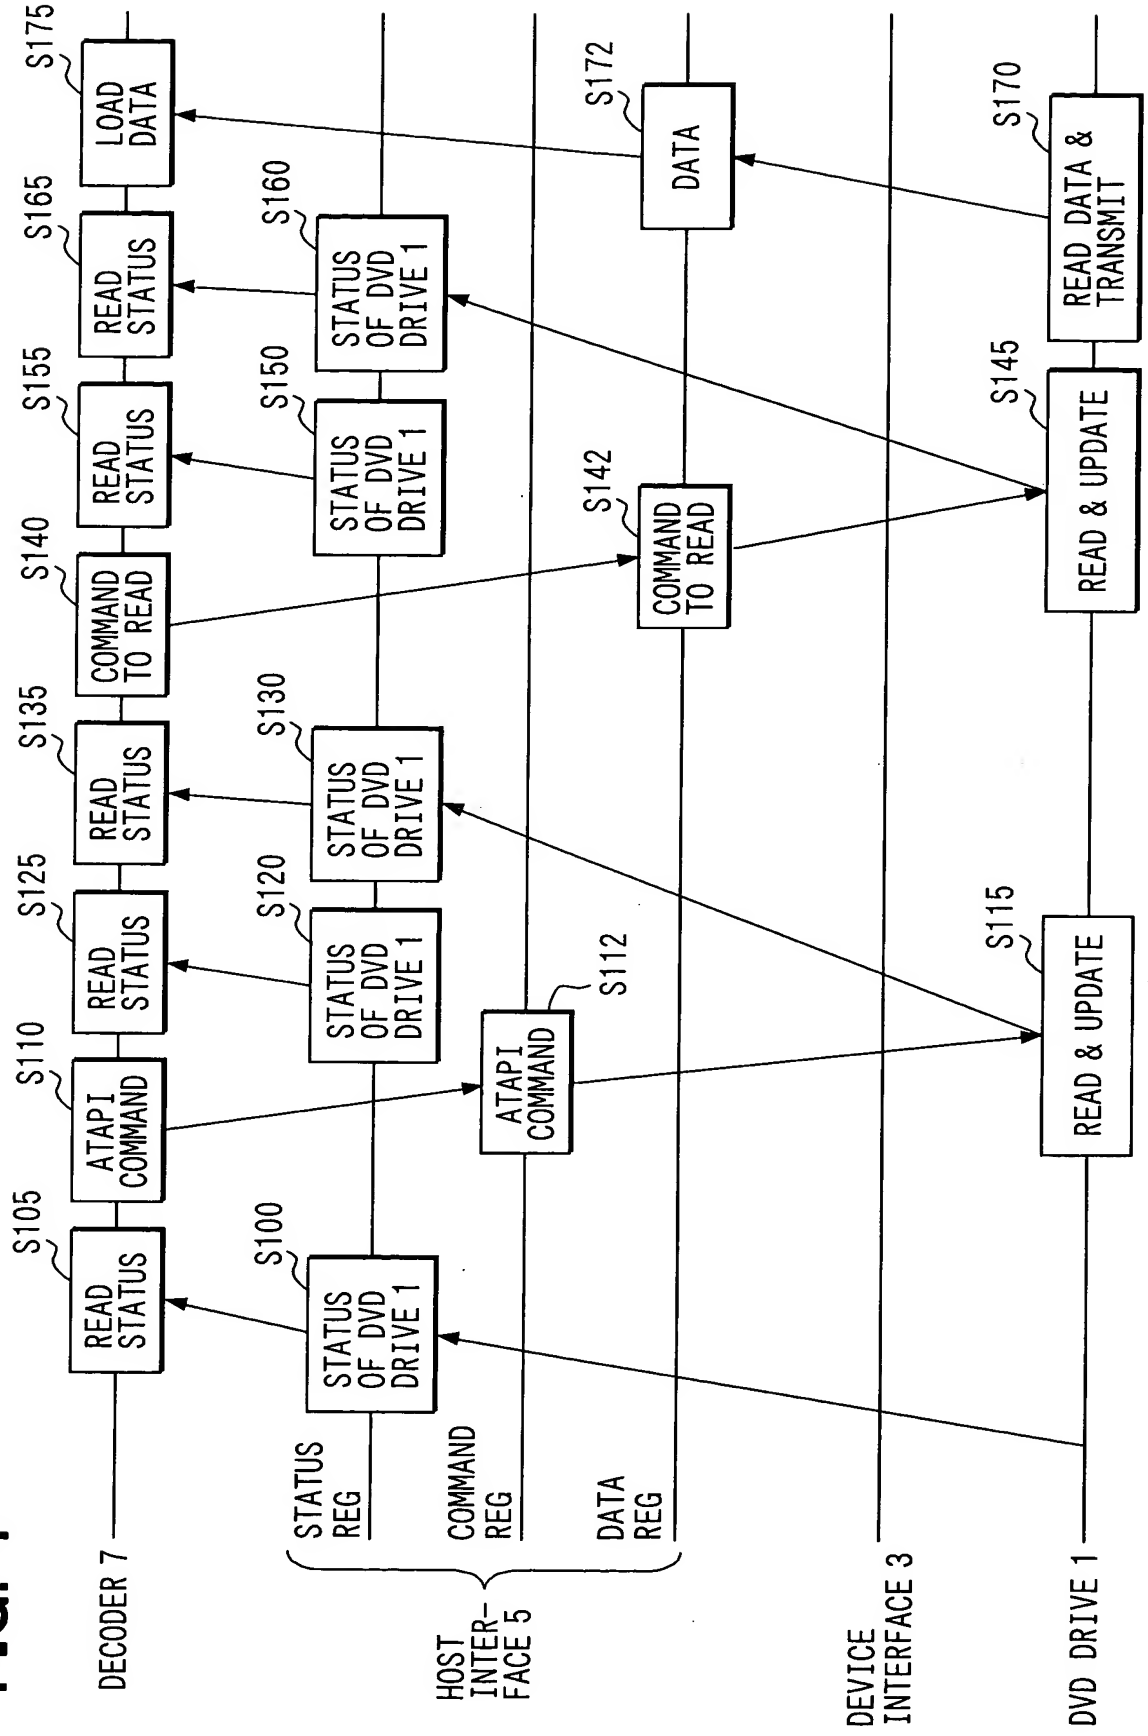 DECODER 7
S105
READ
STATUS
S110
ATAPI
COMMAND
S125
READ
STATUS
S135
READ
STATUS
S140
COMMAND
TO READ
S155
READ
STATUS
S165
READ
STATUS
S175
LOAD
DATA
HOST
INTER-
FACE 5
STATUS
REG
S100
STATUS
OF DVD
DRIVE 1
S120
STATUS
OF DVD
DRIVE 1
S130
STATUS
OF DVD
DRIVE 1
S150
STATUS
OF DVD
DRIVE 1
S160
STATUS
OF DVD
DRIVE 1
COMMAND
REG
ATAPI
COMMAND
S112
DATA
REG
S142
COMMAND
TO READ
S172
DATA
DEVICE
INTERFACE 3
DVD DRIVE 1
S115
READ & UPDATE
S145
READ & UPDATE
S170
READ DATA &
TRANSMIT